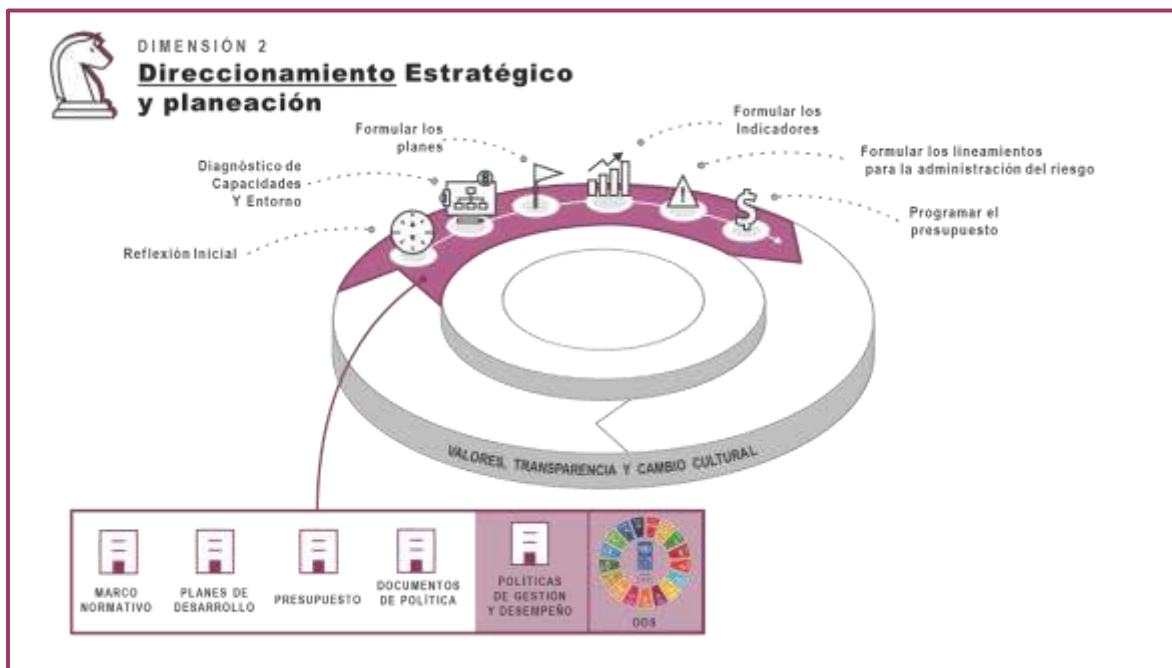 DIMENSIÓN 2
Direccionamiento Estratégico
y planeación
Formular los
planes
Formular los
Indicadores
Diagnóstico de
Capacidades
Y Entorno
Formular los lineamientos
para la administración del riesgo
Reflexión Inicial
Programar el
presupuesto
VALORES, TRANSPARENCIA Y CAMBIO CULTURAL
MARCO
NORMATIVO
PLANES DE
DESARROLLO
PRESUPUESTO
DOCUMENTOS
DE POLÍTICA
POLÍTICAS
DE GESTIÓN
Y DESEMPEÑO
ODS